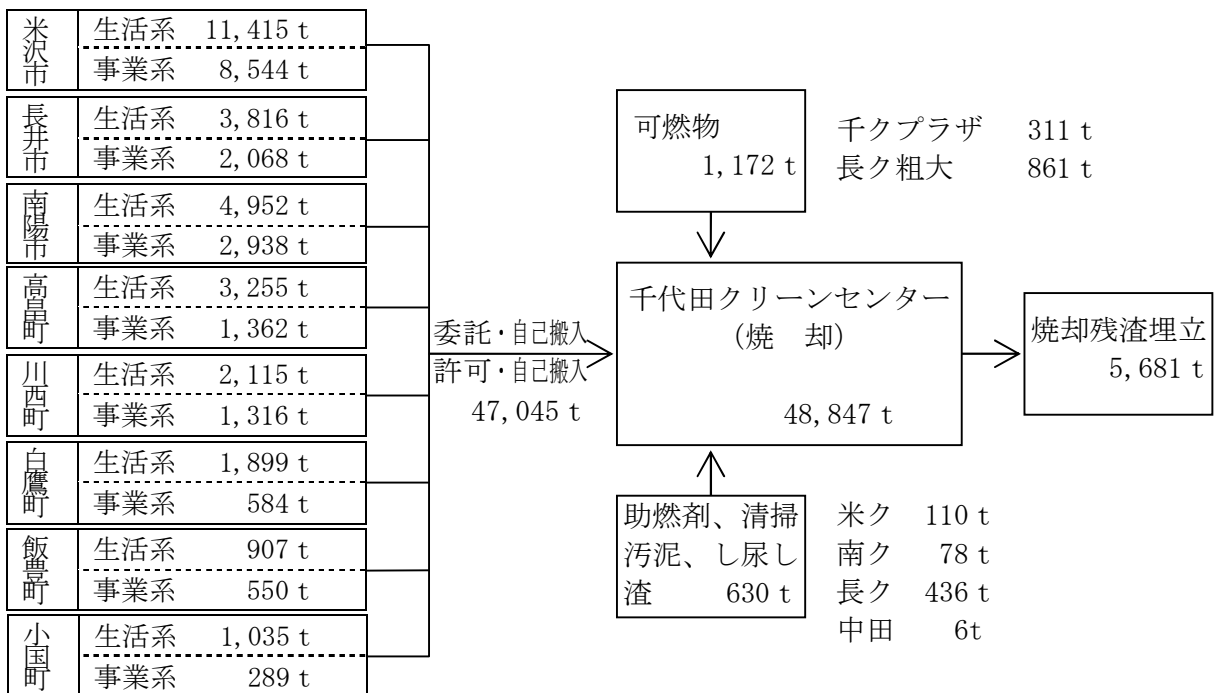 米沢市
生活系 11,415 t
事業系 8,544 t
長井市
生活系 3,816 t
事業系 2,068 t
南陽市
生活系 4,952 t
事業系 2,938 t
高畠町
生活系 3,255 t
事業系 1,362 t
川西町
生活系 2,115 t
事業系 1,316 t
白鷹町
生活系 1,899 t
事業系 584 t
飯豊町
生活系 907 t
事業系 550 t
小国町
生活系 1,035 t
事業系 289 t
委託・自己搬入
許可・自己搬入
47,045 t
可燃物
1,172 t
千クプラザ 311 t
長ク粗大 861 t
千代田クリーンセンター
(焼 却)
48,847 t
助燃剤、清掃
汚泥、し尿し
渣 630 t
米ク 110 t
南ク 78 t
長ク 436 t
中田 6t
焼却残渣埋立
5,681 t